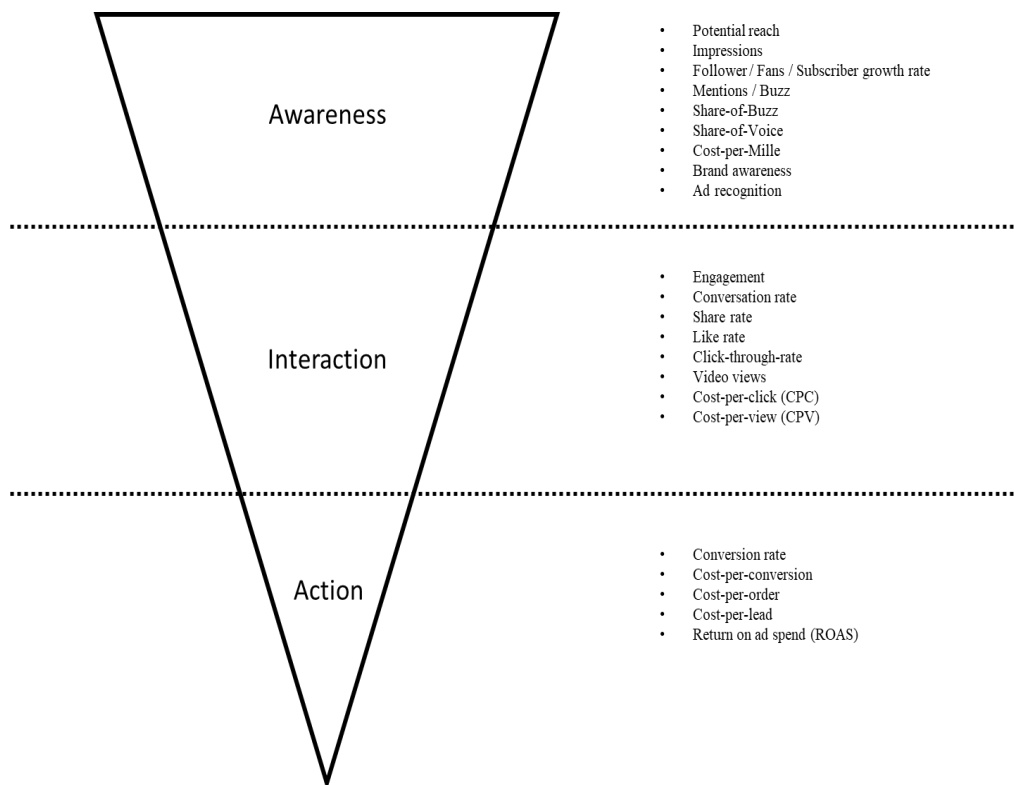 Awareness
• Potential reach
• Impressions
• Follower / Fans / Subscriber growth rate
• Mentions / Buzz
• Share-of-Buzz
• Share-of-Voice
• Cost-per-Mille
• Brand awareness
• Ad recognition
Interaction
• Engagement
• Conversation rate
• Share rate
• Like rate
• Click-through-rate
• Video views
• Cost-per-click (CPC)
• Cost-per-view (CPV)
Action
• Conversion rate
• Cost-per-conversion
• Cost-per-order
• Cost-per-lead
• Return on ad spend (ROAS)